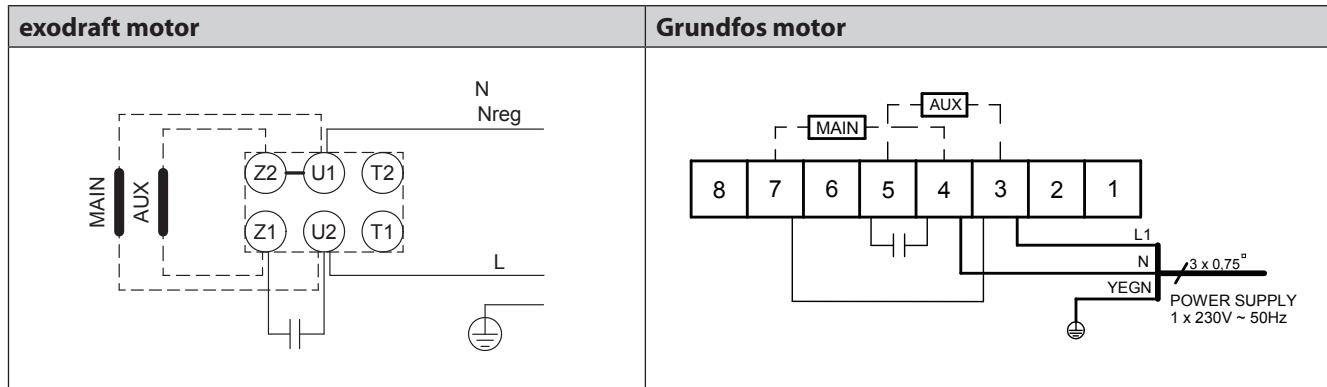 exodraft motor
N
Nreg
MAIN
AUX
Z2
U1
T2
Z1
U2
T1
L
Grundfos motor
AUX
MAIN
8 7 6 5 4 3 2 1
L1
N
YEGN
3 x 0,75□
POWER SUPPLY
1 x 230V ~ 50Hz